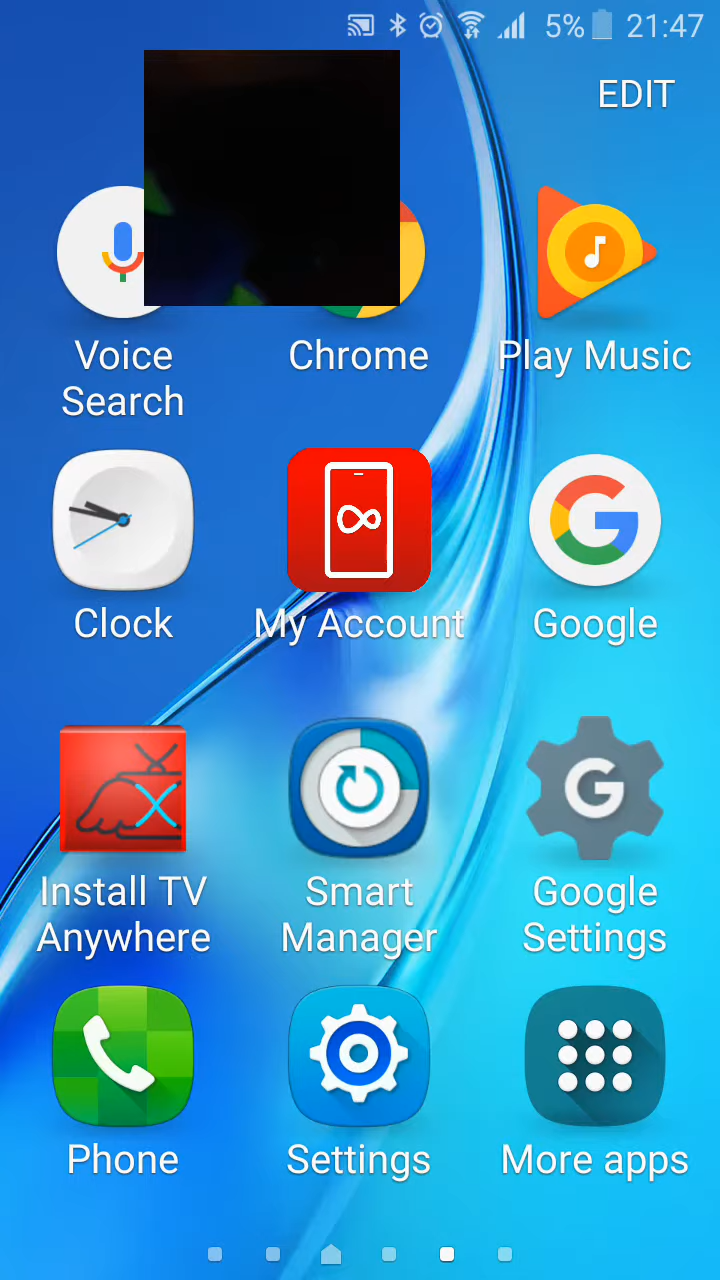 5% 21:47
EDIT
Voice Search
Chrome
Play Music
Clock
My Account
Google
Install TV Anywhere
Smart Manager
Google Settings
Phone
Settings
More apps